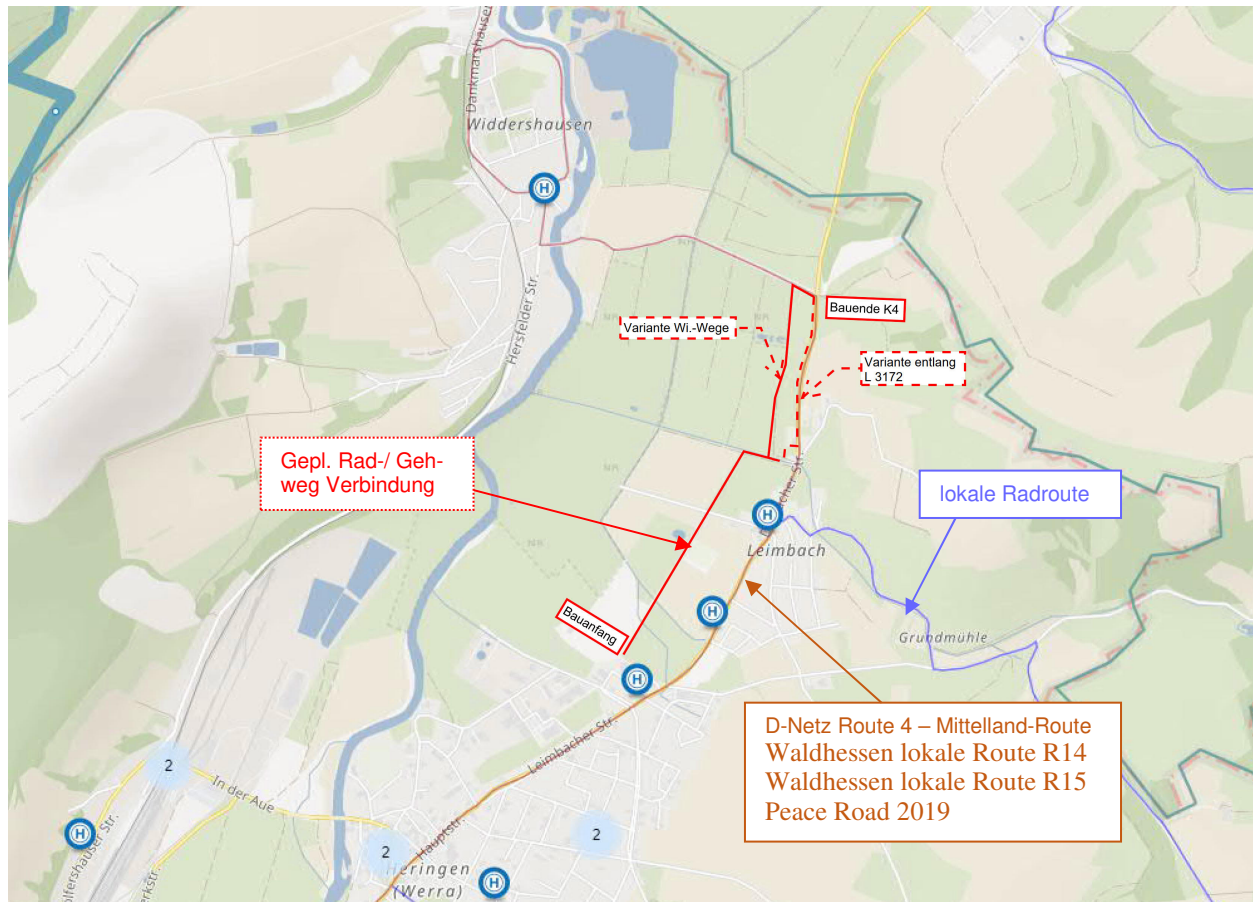 Dankmarshausen
Widdershausen
H
Hersfelder Str.
Bauende K4
Variante Wi.-Wege
Variante entlang
L 3172
Gepl. Rad-/ Geh-
weg Verbindung
lokale Radroute
H
Leimbach
H
Grundmühle
Bauanfang
H
D-Netz Route 4 – Mittelland-Route
Waldhessen lokale Route R14
Waldhessen lokale Route R15
Peace Road 2019
Leimbacher Str.
2
In der Aue
H
2
Hauptstr.
2
Heringen
(Werra)
H